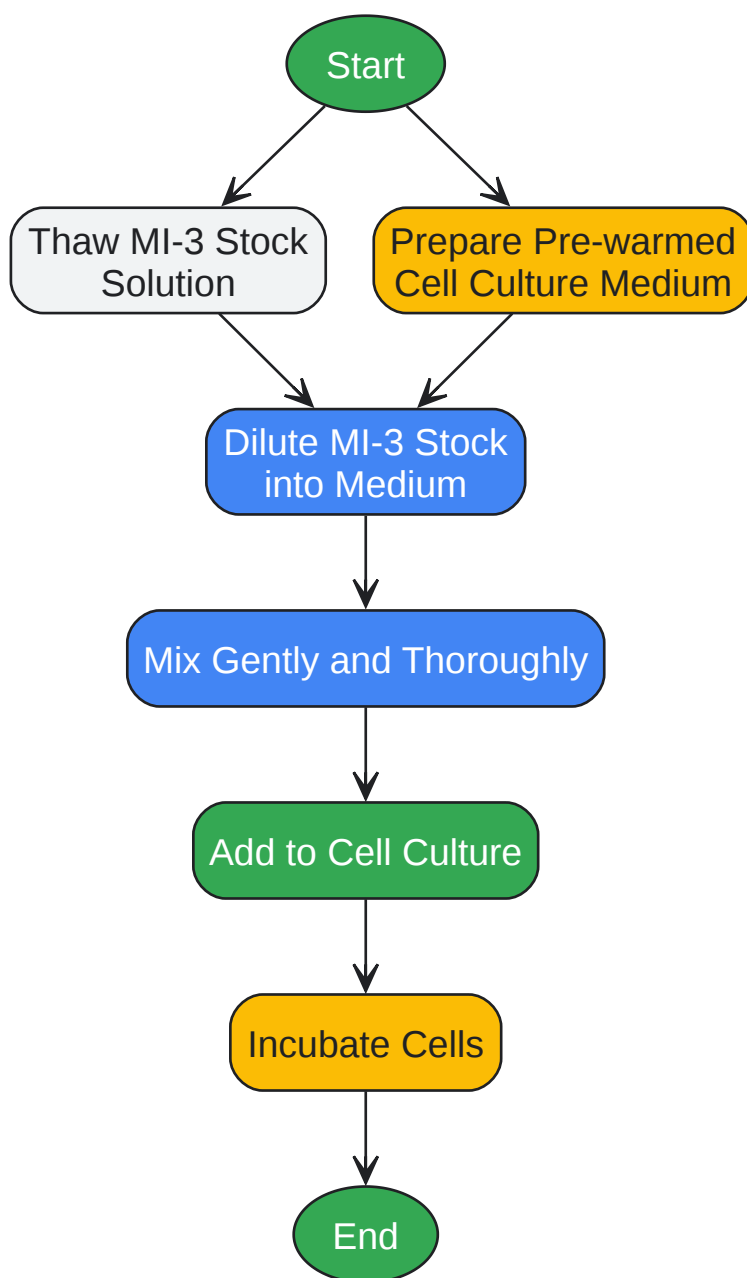 Start
Thaw MI-3 Stock
Solution
Prepare Pre-warmed
Cell Culture Medium
Dilute MI-3 Stock
into Medium
Mix Gently and Thoroughly
Add to Cell Culture
Incubate Cells
End